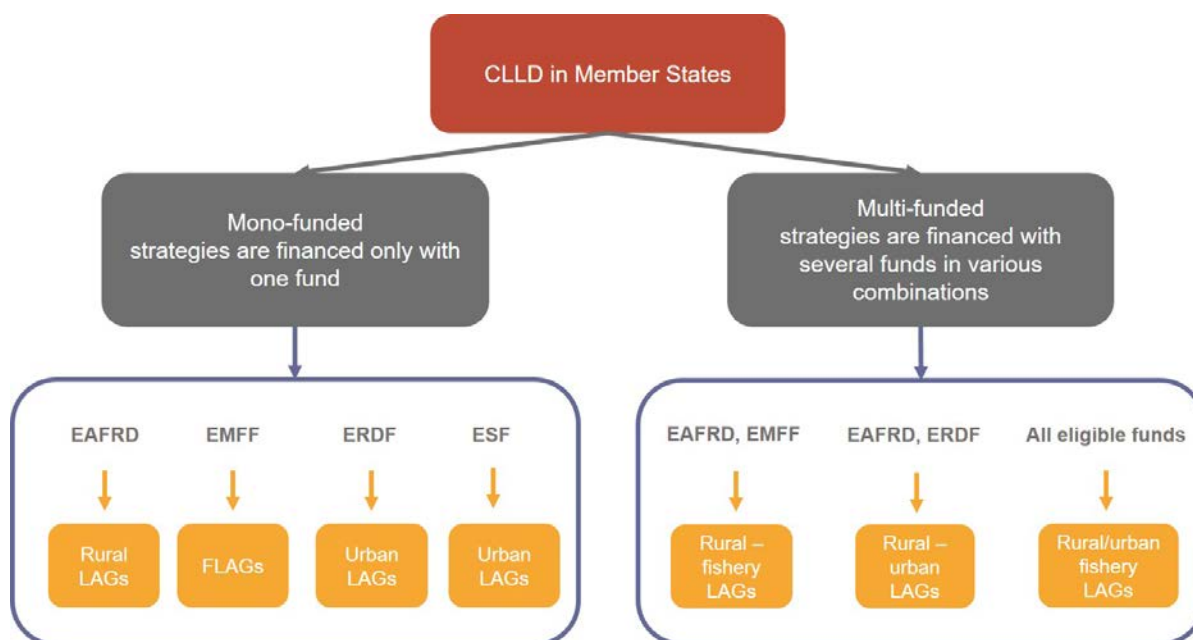 CLLD in Member States
Mono-funded
strategies are financed only with
one fund
Multi-funded
strategies are financed with
several funds in various
combinations
EAFRD
EMFF
ERDF
ESF
Rural
LAGs
FLAGs
Urban
LAGs
Urban
LAGs
EAFRD, EMFF
EAFRD, ERDF
All eligible funds
Rural –
fishery
LAGs
Rural –
urban
LAGs
Rural/urban
fishery
LAGs